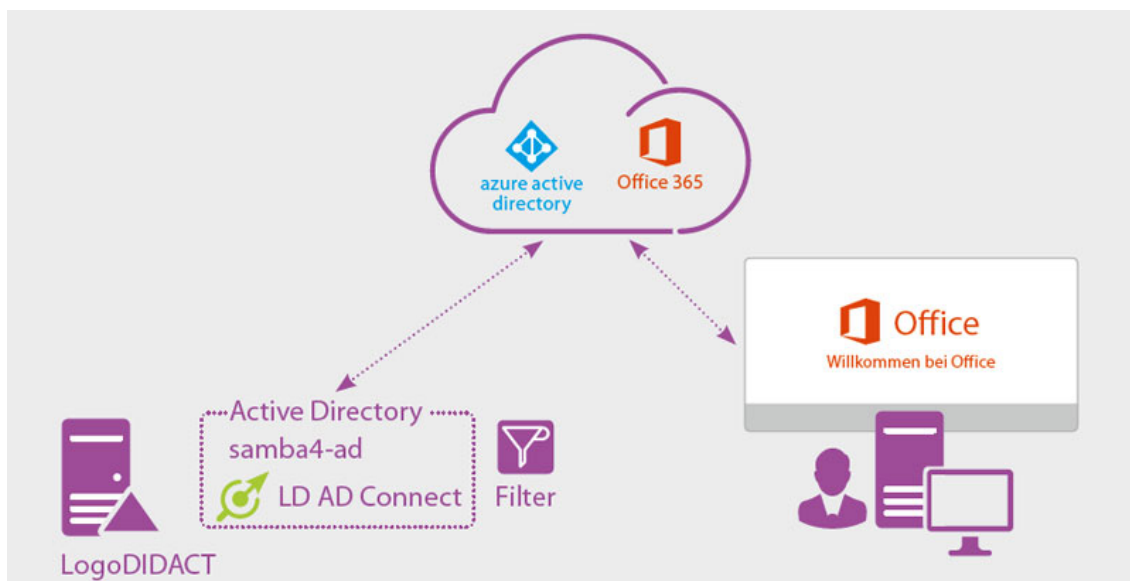 azure active
directory
Office 365
Office
Willkommen bei Office
Active Directory
samba4-ad
LD AD Connect
Filter
LogoDIDACT